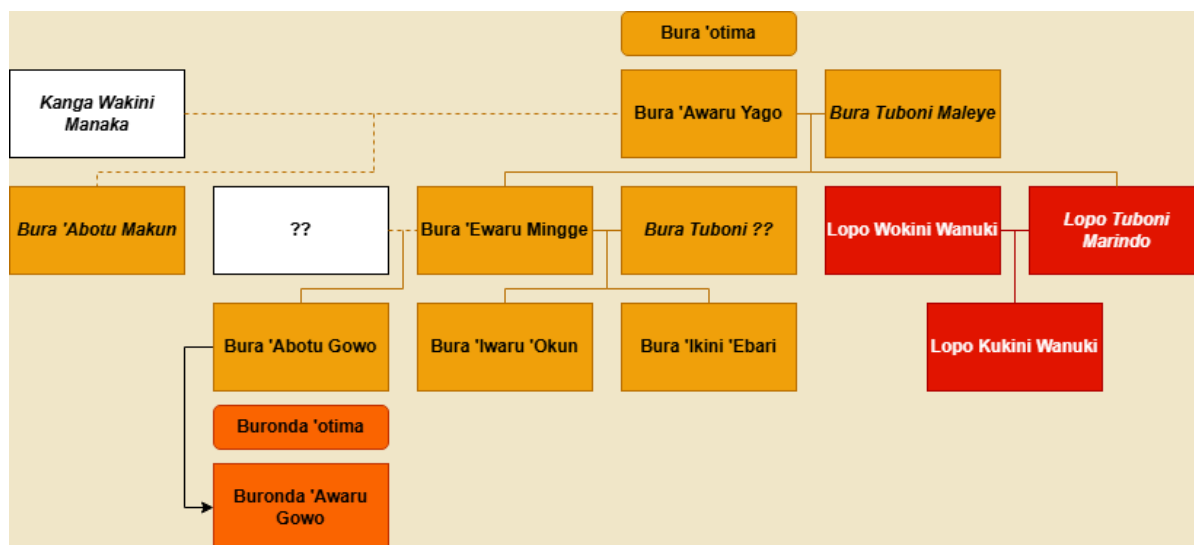 Bura 'otima
Kanga Wakini
Manaka
Bura 'Awaru Yago
Bura Tuboni Maleye
Bura 'Abotu Makun
??
Bura 'Ewaru Mingge
Bura Tuboni ??
Lopo Wokini Wanuki
Lopo Tuboni
Marindo
Bura 'Abotu Gowo
Bura 'Iwaru 'Okun
Bura 'Ikini 'Ebari
Lopo Kukini Wanuki
Buronda 'otima
Buronda 'Awaru
Gowo